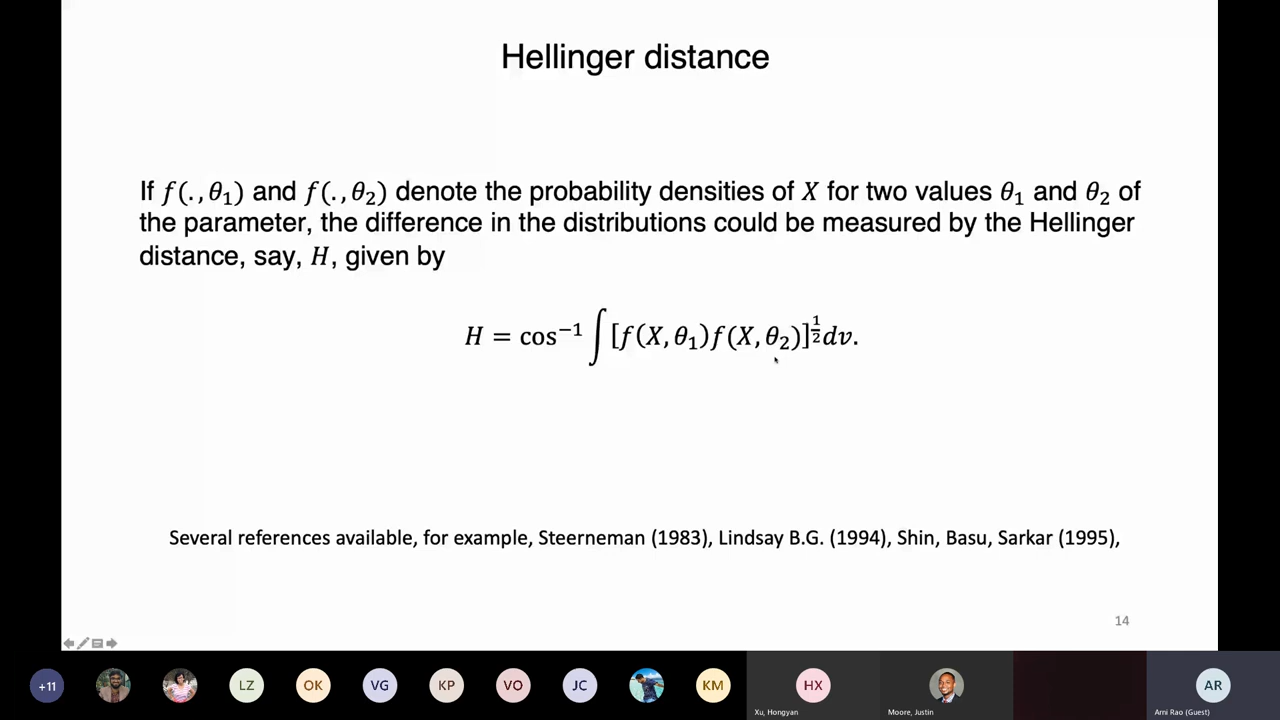 Hellinger distance
If f(. , θ₁) and f(. , θ₂) denote the probability densities of X for two values θ₁ and θ₂ of
the parameter, the difference in the distributions could be measured by the Hellinger
distance, say, H, given by
H = cos⁻¹ ∫ [f(X, θ₁)f(X, θ₂)]^½ dv.
Several references available, for example, Steerneman (1983), Lindsay B.G. (1994), Shin, Basu, Sarkar (1995),
14
+11 LZ OK VG KP VO JC KM HX AR
Xu, Hongyan Moore, Justin Arni Rao (Guest)